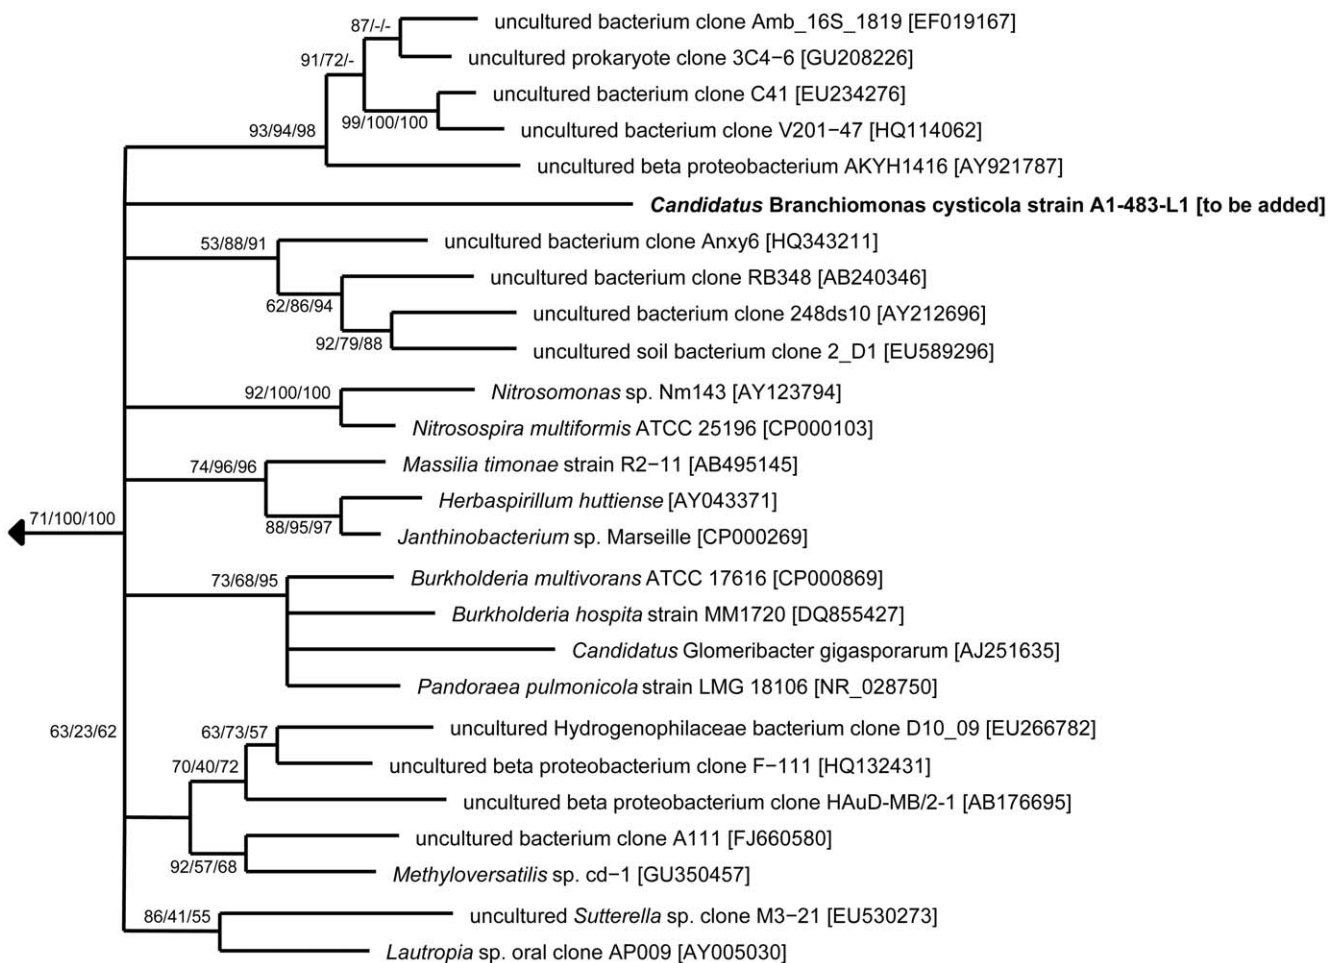 87/-/-
uncultured bacterium clone Amb_16S_1819 [EF019167]
91/72/-
uncultured prokaryote clone 3C4−6 [GU208226]
uncultured bacterium clone C41 [EU234276]
99/100/100
93/94/98
uncultured bacterium clone V201−47 [HQ114062]
uncultured beta proteobacterium AKYH1416 [AY921787]
Candidatus Branchiomonas cysticola strain A1-483-L1 [to be added]
53/88/91
uncultured bacterium clone Anxy6 [HQ343211]
uncultured bacterium clone RB348 [AB240346]
62/86/94
uncultured bacterium clone 248ds10 [AY212696]
92/79/88
uncultured soil bacterium clone 2_D1 [EU589296]
92/100/100
Nitrosomonas sp. Nm143 [AY123794]
Nitrosospira multiformis ATCC 25196 [CP000103]
74/96/96
Massilia timonae strain R2−11 [AB495145]
Herbaspirillum huttiense [AY043371]
71/100/100
88/95/97
Janthinobacterium sp. Marseille [CP000269]
73/68/95
Burkholderia multivorans ATCC 17616 [CP000869]
Burkholderia hospita strain MM1720 [DQ855427]
Candidatus Glomeribacter gigasporarum [AJ251635]
Pandoraea pulmonicola strain LMG 18106 [NR_028750]
63/23/62
63/73/57
uncultured Hydrogenophilaceae bacterium clone D10_09 [EU266782]
70/40/72
uncultured beta proteobacterium clone F−111 [HQ132431]
uncultured beta proteobacterium clone HAuD-MB/2-1 [AB176695]
uncultured bacterium clone A111 [FJ660580]
92/57/68
Methyloversatilis sp. cd−1 [GU350457]
86/41/55
uncultured Sutterella sp. clone M3−21 [EU530273]
Lautropia sp. oral clone AP009 [AY005030]